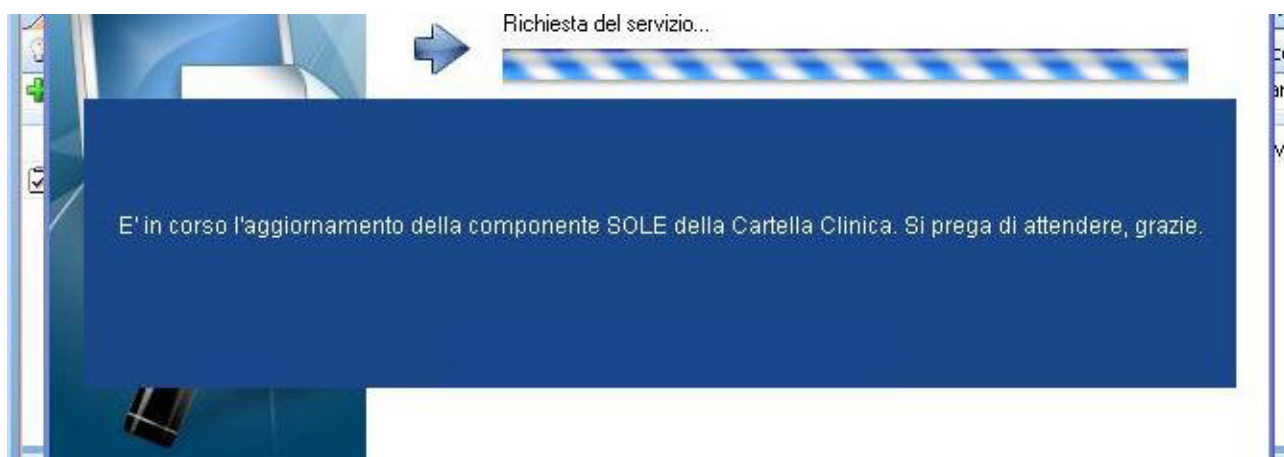 Richiesta del servizio...
E' in corso l'aggiornamento della componente SOLE della Cartella Clinica. Si prega di attendere, grazie.